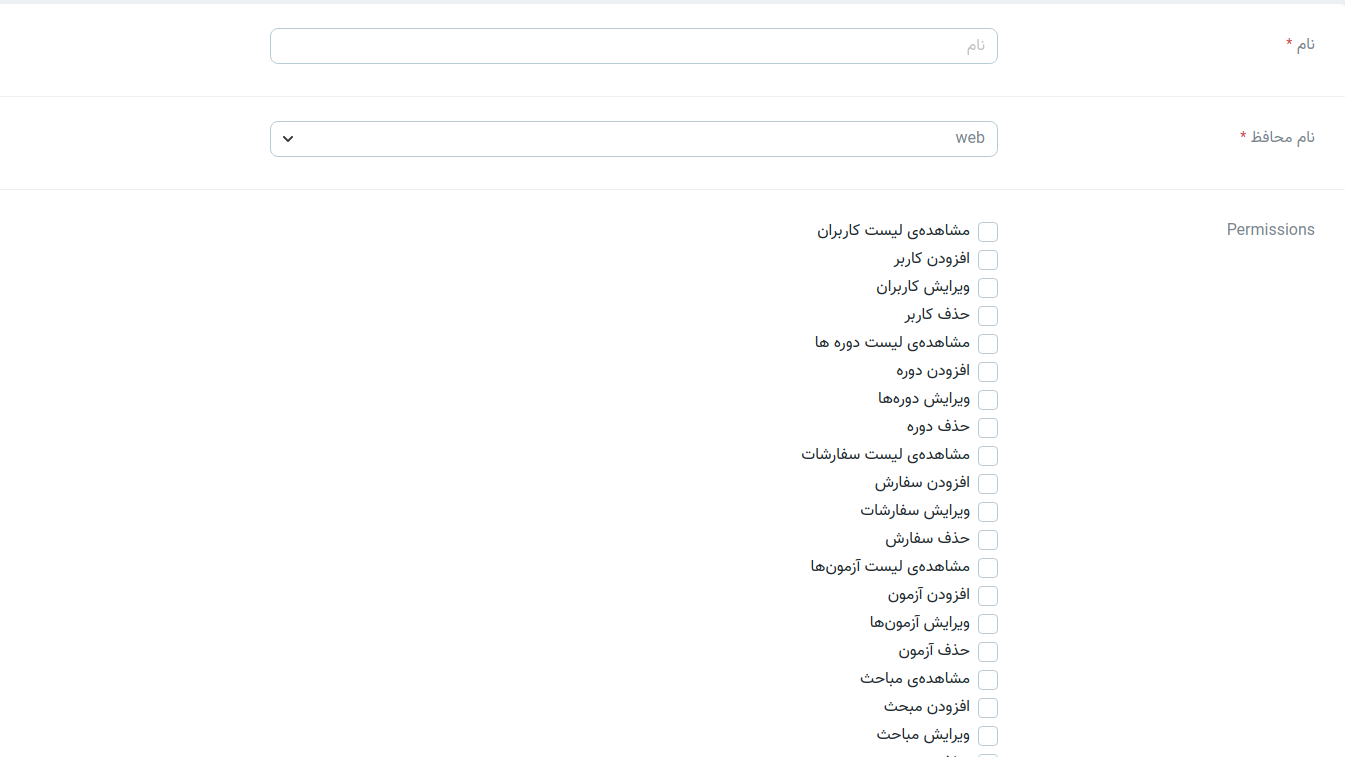 نام *
نام
نام محافظ *
web
Permissions
مشاهده‌ی لیست کاربران
افزودن کاربر
ویرایش کاربران
حذف کاربر
مشاهده‌ی لیست دوره ها
افزودن دوره
ویرایش دوره‌ها
حذف دوره
مشاهده‌ی لیست سفارشات
افزودن سفارش
ویرایش سفارشات
حذف سفارش
مشاهده‌ی لیست آزمون‌ها
افزودن آزمون
ویرایش آزمون‌ها
حذف آزمون
مشاهده‌ی مباحث
افزودن مبحث
ویرایش مباحث